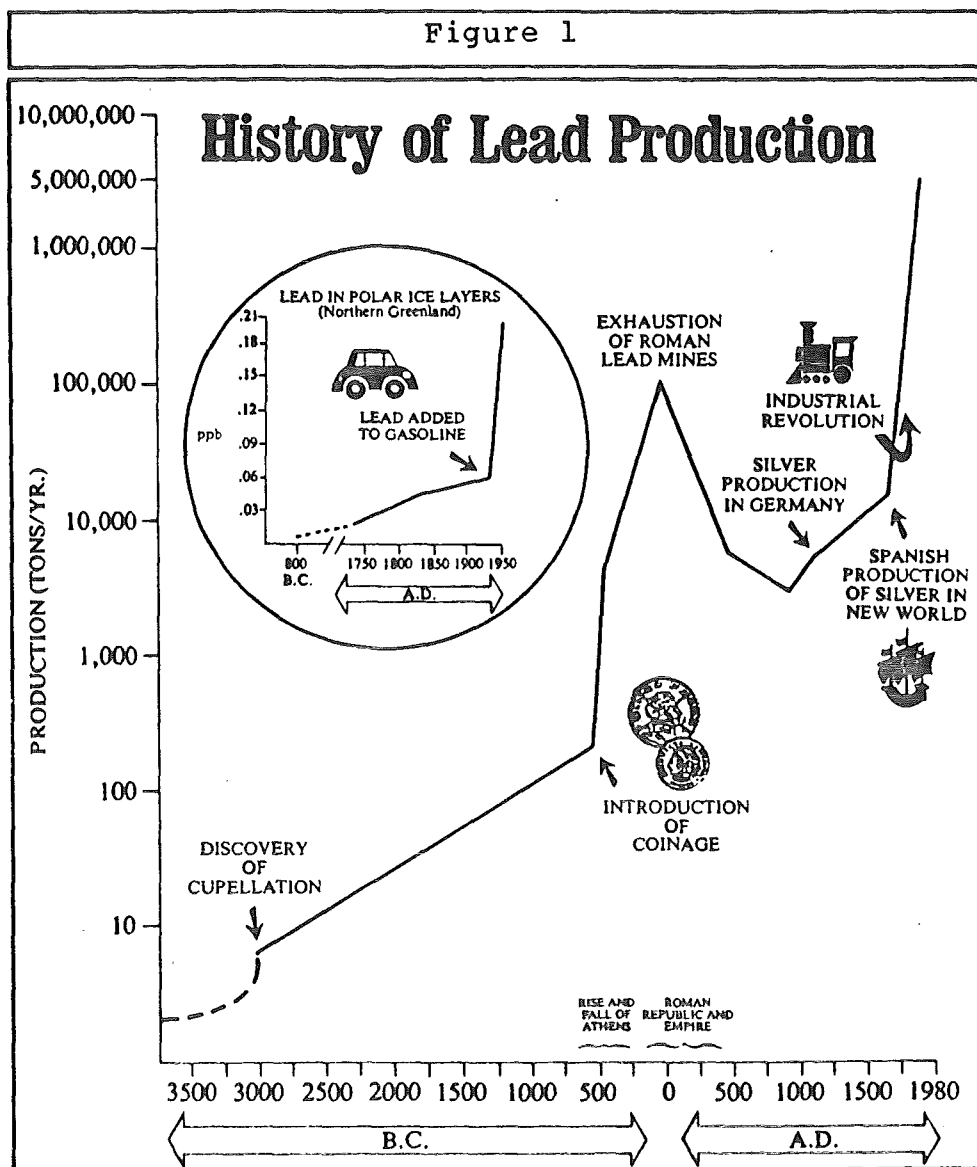 Figure 1
History of Lead Production
10,000,000
5,000,000
1,000,000
100,000
10,000
1,000
100
10
PRODUCTION (TONS/YR.)
LEAD IN POLAR ICE LAYERS
(Northern Greenland)
.21
.18
.15
.12
.09
.06
.03
ppb
LEAD ADDED
TO GASOLINE
800
B.C.
1750 1800 1850 1900 1950
A.D.
EXHAUSTION
OF ROMAN
LEAD MINES
INDUSTRIAL
REVOLUTION
SILVER
PRODUCTION
IN GERMANY
SPANISH
PRODUCTION
OF SILVER IN
NEW WORLD
INTRODUCTION
OF
COINAGE
DISCOVERY
OF
CUPELLATION
RISE AND
FALL OF
ATHENS
ROMAN
REPUBLIC AND
EMPIRE
3500 3000 2500 2000 1500 1000 500 0 500 1000 1500 1980
B.C.
A.D.